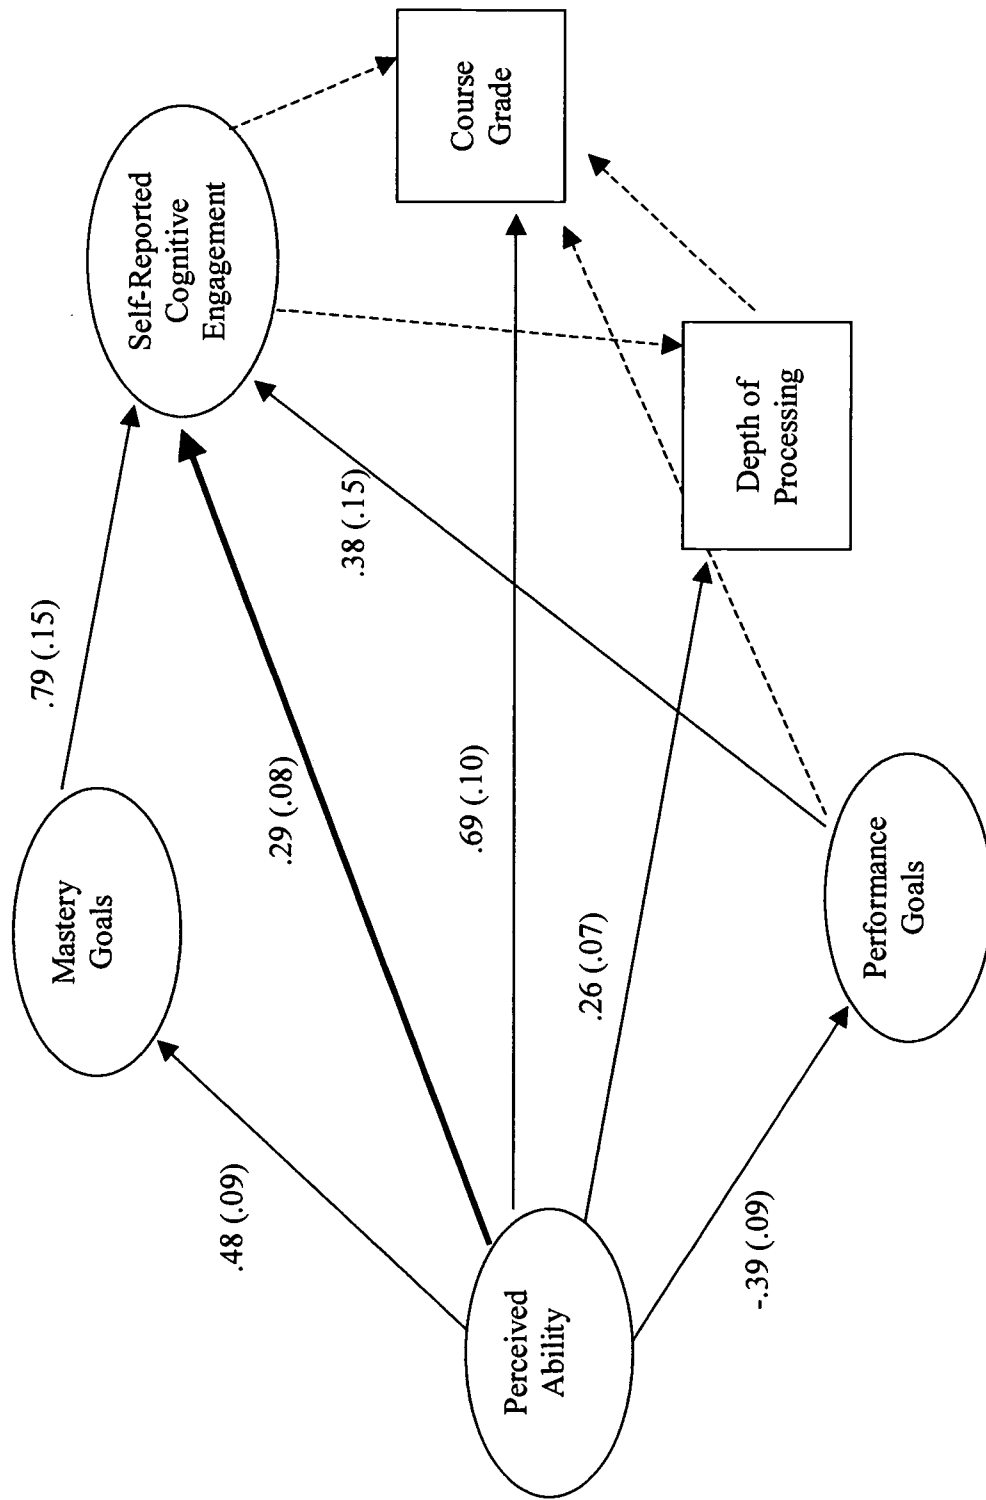 Mastery
Goals
.79 (.15)
Self-Reported
Cognitive
Engagement
.48 (.09)
.29 (.08)
.38 (.15)
Perceived
Ability
.69 (.10)
Course
Grade
.26 (.07)
Depth of
Processing
-.39 (.09)
Performance
Goals